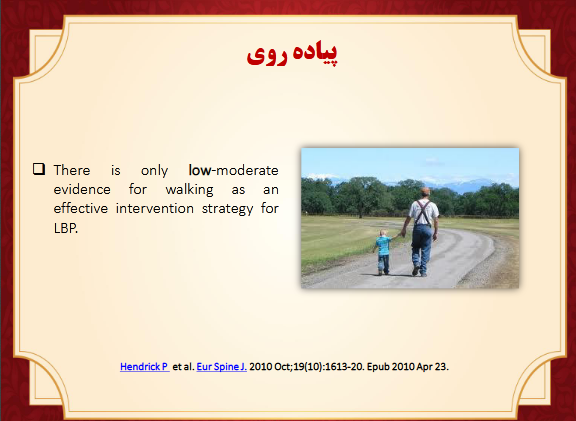 پیاده روی
There is only low-moderate
evidence for walking as an
effective intervention strategy for
LBP.
Hendrick P et al. Eur Spine J. 2010 Oct;19(10):1613-20. Epub 2010 Apr 23.